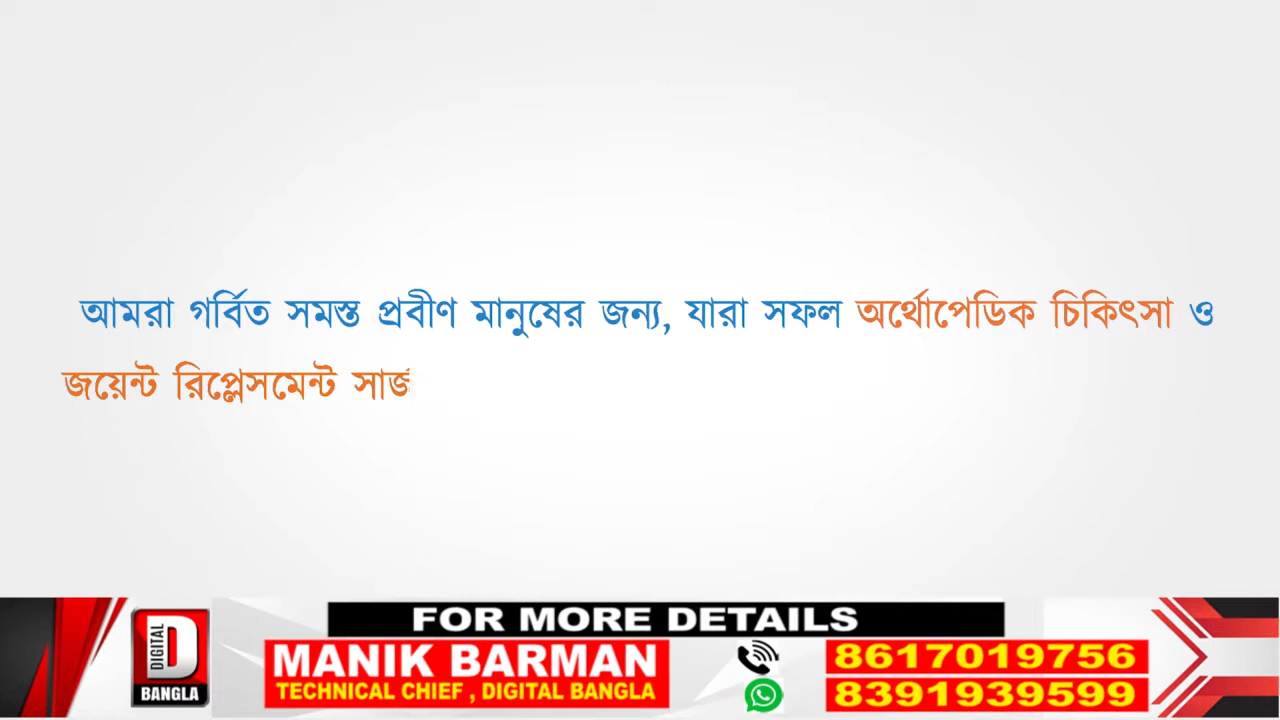 আমরা গর্বিত সমস্ত প্রবীণ মানুষের জন্য, যারা সফল অর্থোপেডিক চিকিৎসা ও
জয়েন্ট রিপ্লেসমেন্ট
FOR MORE DETAILS
DIGITAL
BANGLA
MANIK BARMAN
TECHNICAL CHIEF , DIGITAL BANGLA
8617019756
8391939599